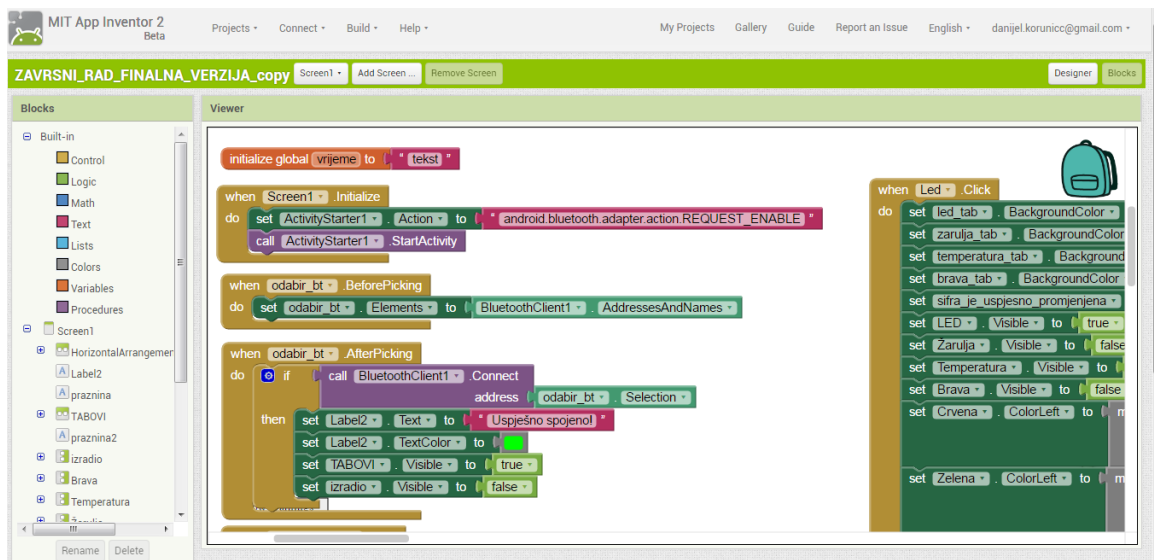 MIT App Inventor 2
Beta
Projects Connect Build Help
My Projects Gallery Guide Report an Issue English danijel.korunicc@gmail.com
ZAVRSNI_RAD_FINALNA_VERZIJA_copy Screen1 Add Screen ... Remove Screen Designer Blocks
Blocks
Built-in
Control
Logic
Math
Text
Lists
Colors
Variables
Procedures
Screen1
HorizontalArrangemer
Label2
praznina
TABOVI
praznina2
izradio
Brava
Temperatura
Rename Delete
Viewer
initialize global vrijeme to " tekst "
when Screen1 .Initialize
do set ActivityStarter1 . Action to " android.bluetooth.adapter.action.REQUEST_ENABLE "
call ActivityStarter1 .StartActivity
when odabir_bt .BeforePicking
do set odabir_bt . Elements to BluetoothClient1 . AddressesAndNames
when odabir_bt .AfterPicking
do if call BluetoothClient1 .Connect
address odabir_bt . Selection
then set Label2 . Text to " Uspješno spojeno! "
set Label2 . TextColor to
set TABOVI . Visible to true
set izradio . Visible to false
when Led .Click
do set led_tab . BackgroundColor
set zarulja_tab . BackgroundColor
set temperatura_tab . Background
set brava_tab . BackgroundColor
set sifra_je_uspjesno_promjenjena
set LED . Visible to true
set Žarulja . Visible to false
set Temperatura . Visible to
set Brava . Visible to false
set Crvena . ColorLeft to m
set Zelena . ColorLeft to m